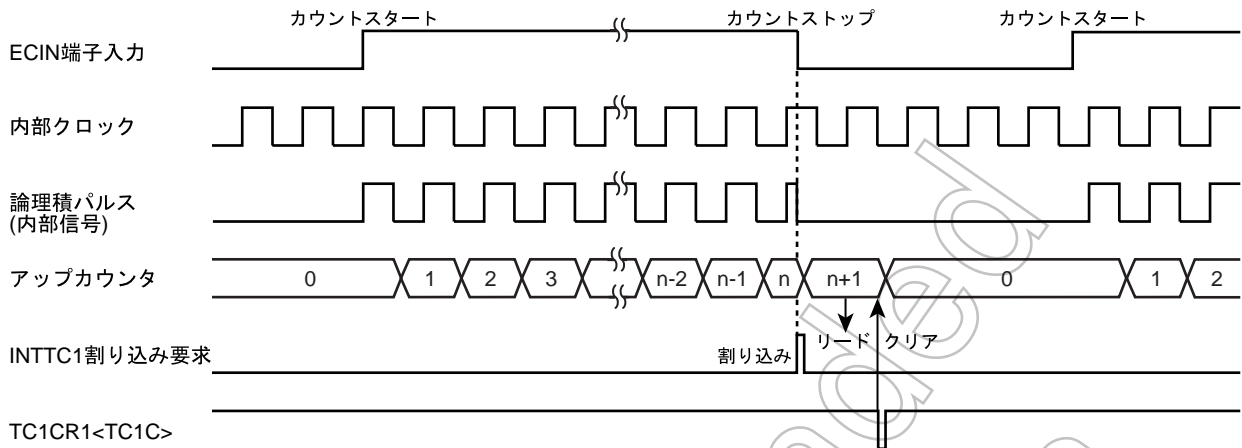 カウントスタート カウントストップ カウントスタート
ECIN端子入力
内部クロック
論理積パルス
(内部信号)
アップカウンタ 0 1 2 3 n-2 n-1 n n+1 0 1 2
リード クリア
INTTC1割り込み要求 割り込み
TC1CR1<TC1C>